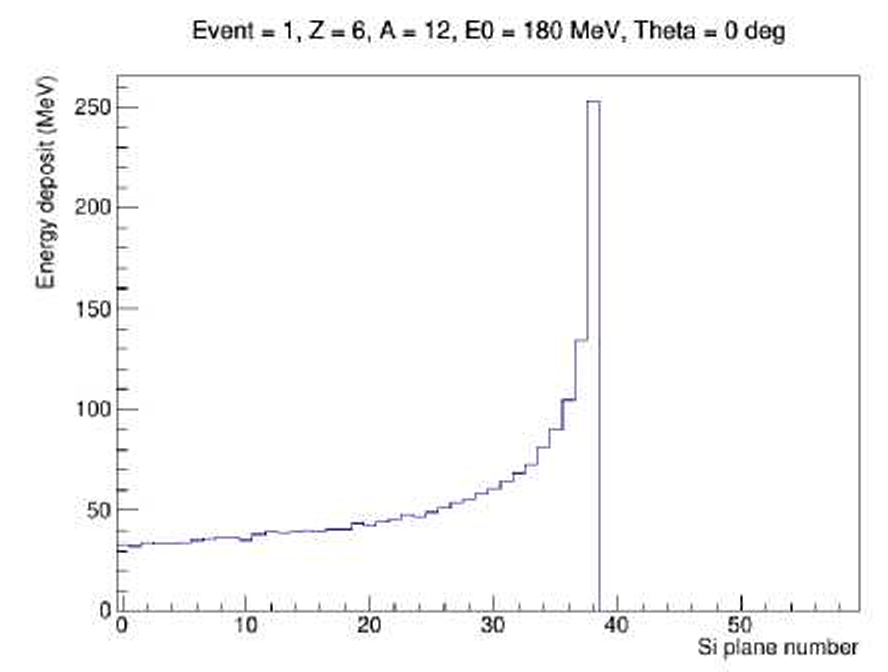 Event = 1, Z = 6, A = 12, E0 = 180 MeV, Theta = 0 deg
Energy deposit (MeV)
250
200
150
100
50
0
0 10 20 30 40 50
Si plane number